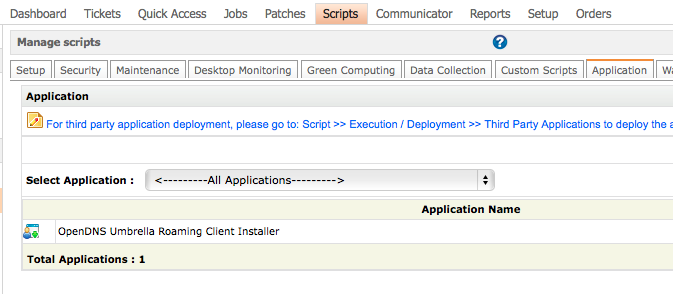 Dashboard Tickets Quick Access Jobs Patches Scripts Communicator Reports Setup Orders
Manage scripts ?
Setup Security Maintenance Desktop Monitoring Green Computing Data Collection Custom Scripts Application
Application
For third party application deployment, please go to: Script >> Execution / Deployment >> Third Party Applications to deploy the
Select Application : <---------All Applications--------->
Application Name
OpenDNS Umbrella Roaming Client Installer
Total Applications : 1